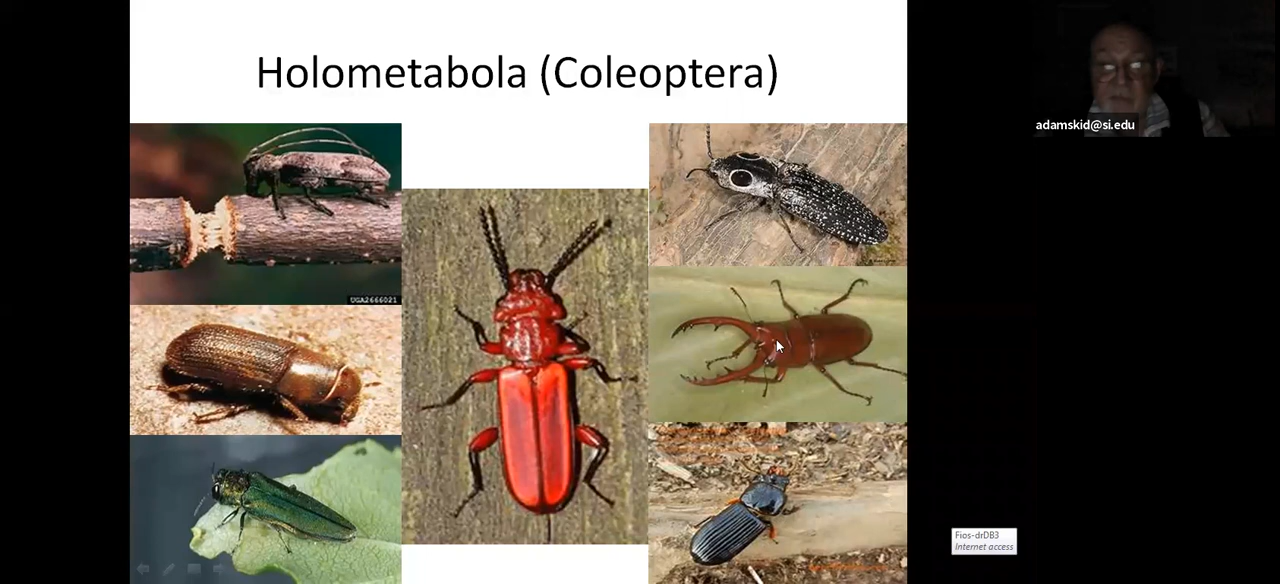 Holometabola (Coleoptera)
adamskid@si.edu
UGA2666021
Fios-drDB3
Internet access